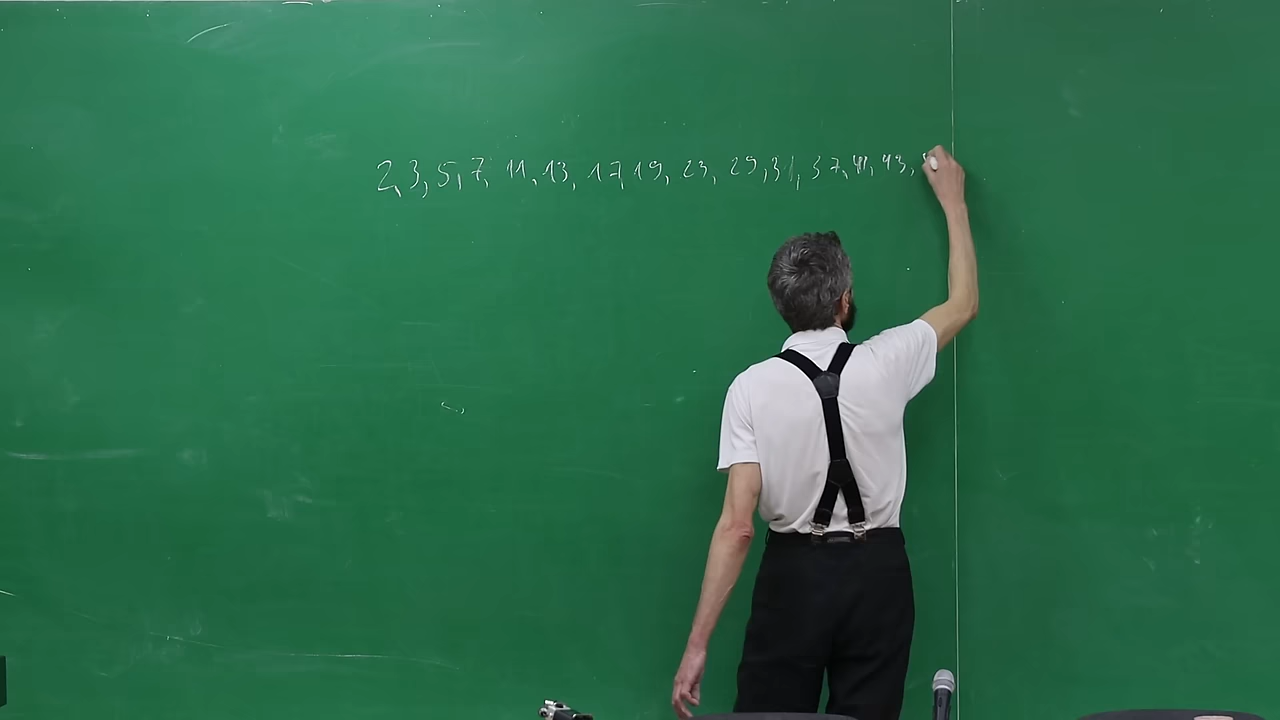 2, 3, 5, 7, 11, 13, 17, 19, 23, 29, 31, 37, 41, 43,